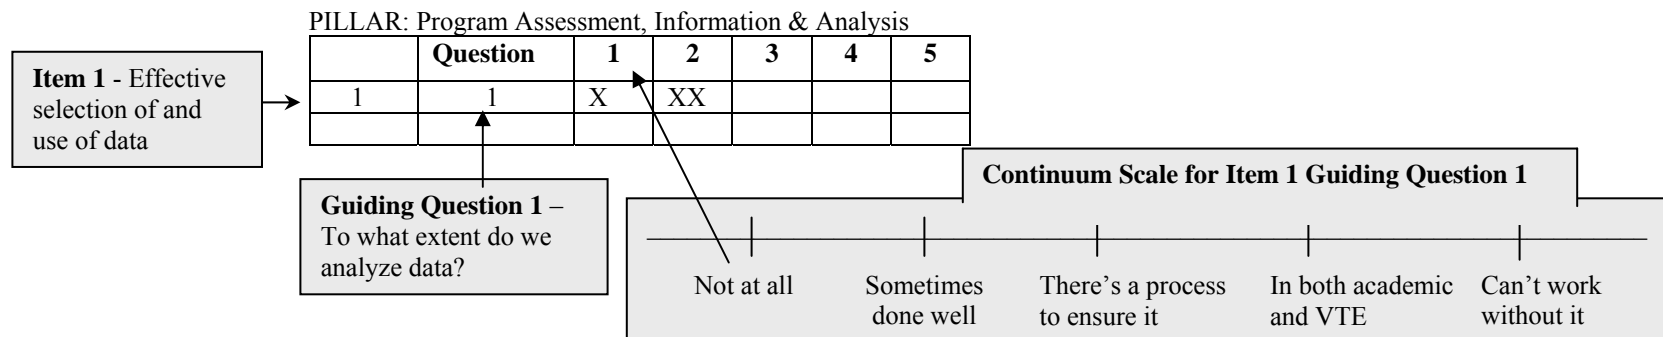 PILLAR: Program Assessment, Information & Analysis
Question 1 2 3 4 5
1 1 X XX
Item 1 - Effective
selection of and
use of data
Guiding Question 1 –
To what extent do we
analyze data?
Continuum Scale for Item 1 Guiding Question 1
Not at all
Sometimes
done well
There’s a process
to ensure it
In both academic
and VTE
Can’t work
without it